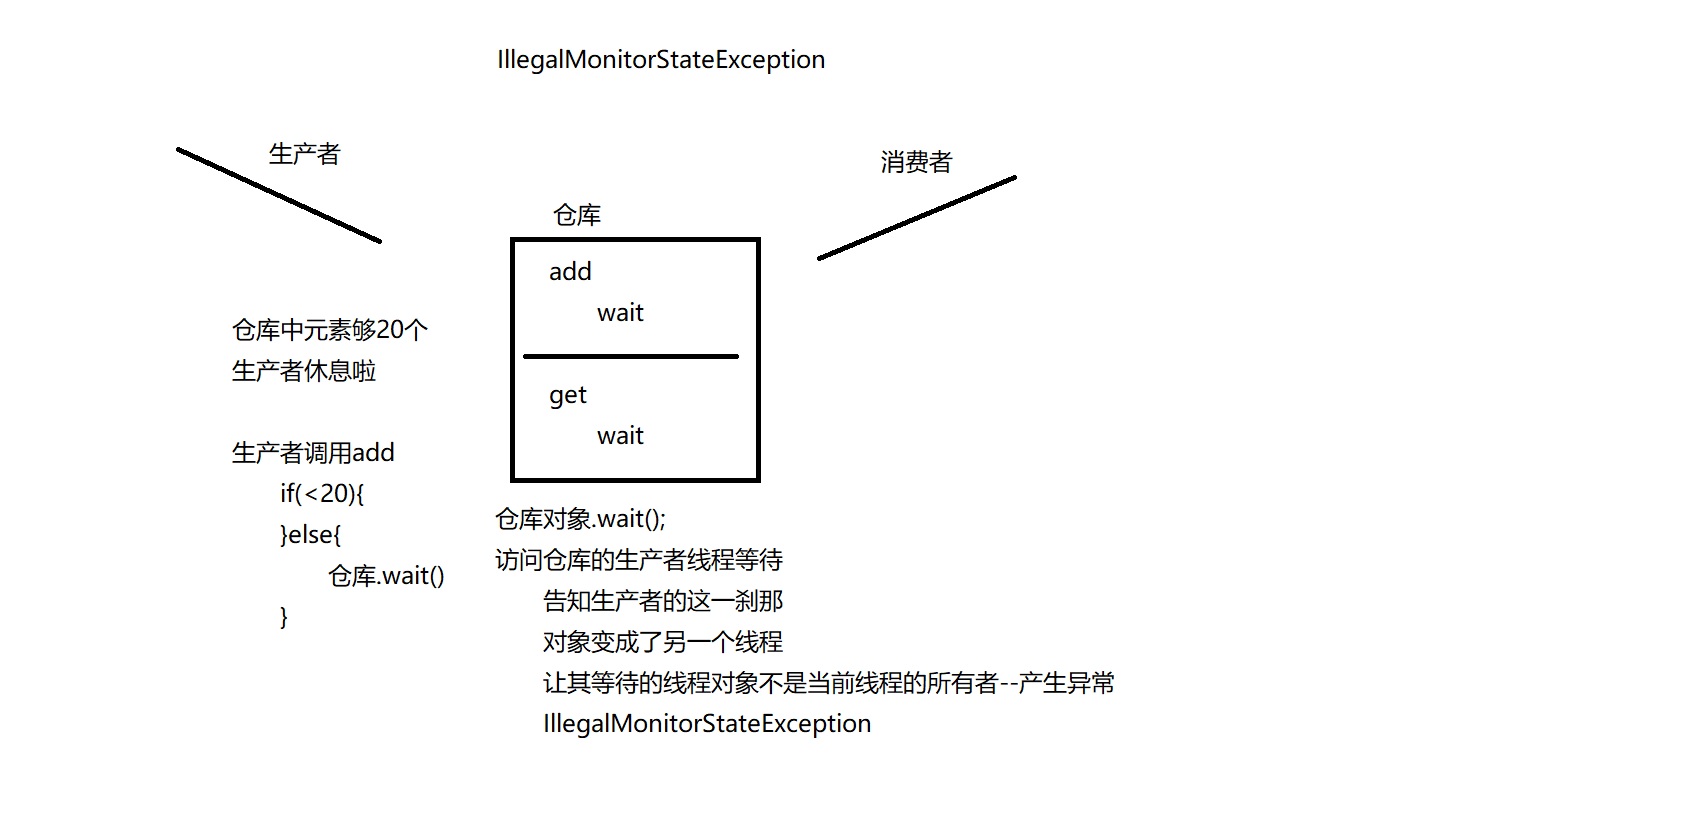 IllegalMonitorStateException
生产者
消费者
仓库
add
wait
get
wait
仓库中元素够20个
生产者休息啦
生产者调用add
if(<20){
}else{
仓库.wait()
}
仓库对象.wait();
访问仓库的生产者线程等待
告知生产者的这一刹那
对象变成了另一个线程
让其等待的线程对象不是当前线程的所有者--产生异常
IllegalMonitorStateException